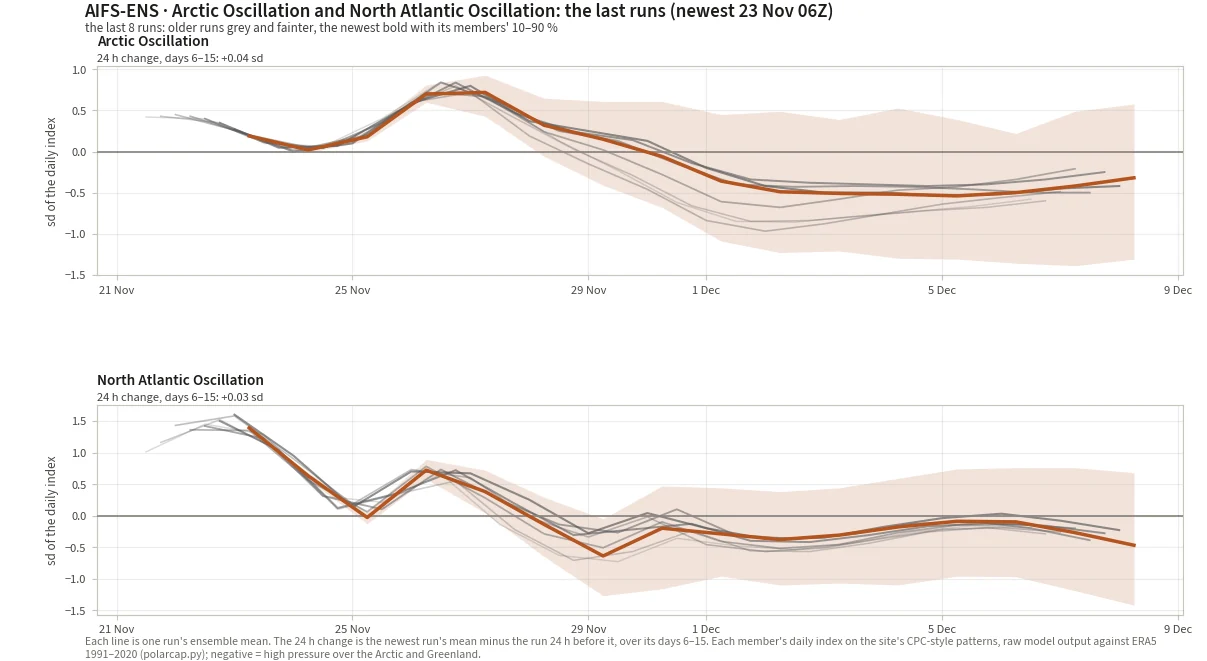 AIFS-ENS · Arctic Oscillation and North Atlantic Oscillation: the last runs (newest 23 Nov 06Z)
the last 8 runs: older runs grey and fainter, the newest bold with its members' 10–90 %
Arctic Oscillation
24 h change, days 6–15: +0.04 sd
sd of the daily index
1.0
0.5
0.0
−0.5
−1.0
−1.5
21 Nov 25 Nov 29 Nov 1 Dec 5 Dec 9 Dec
North Atlantic Oscillation
24 h change, days 6–15: +0.03 sd
sd of the daily index
1.5
1.0
0.5
0.0
−0.5
−1.0
−1.5
21 Nov 25 Nov 29 Nov 1 Dec 5 Dec 9 Dec
Each line is one run's ensemble mean. The 24 h change is the newest run's mean minus the run 24 h before it, over its days 6–15. Each member's daily index on the site's CPC-style patterns, raw model output against ERA5
1991–2020 (polarcap.py); negative = high pressure over the Arctic and Greenland.